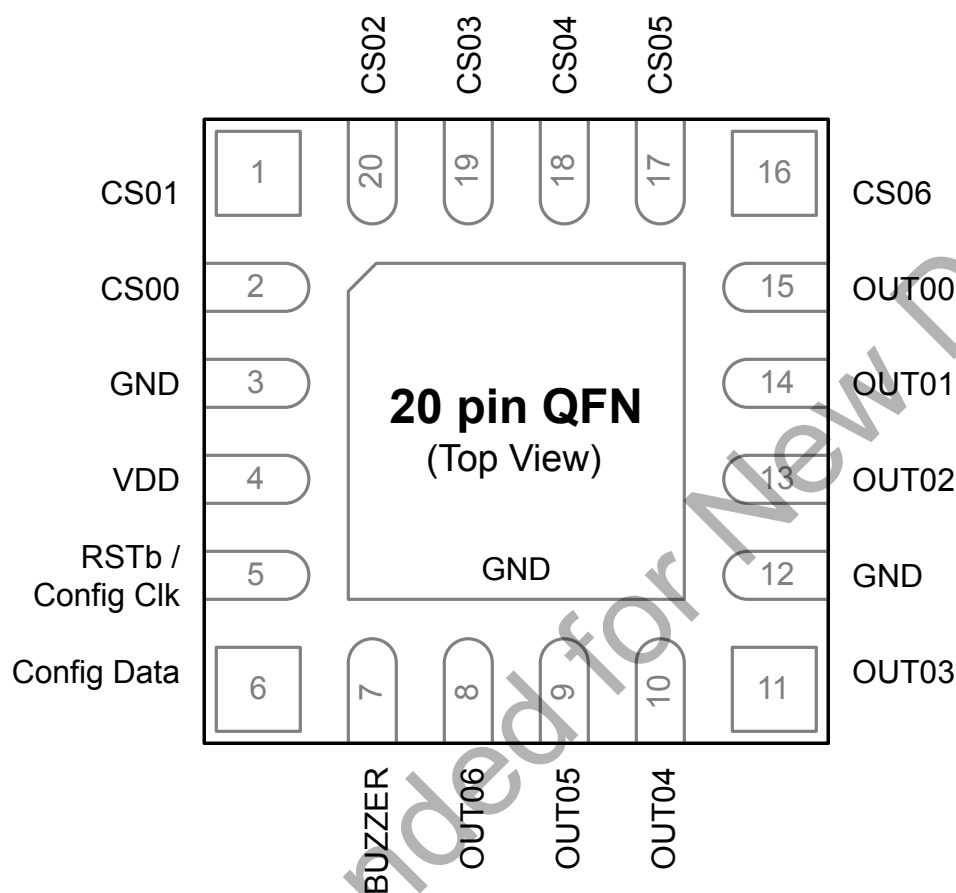 CS02
CS03
CS04
CS05
1
20
19
18
17
16
CS01
CS06
CS00
2
15
OUT00
GND
3
14
OUT01
20 pin QFN
(Top View)
VDD
4
13
OUT02
RSTb /
Config Clk
5
GND
12
GND
Config Data
6
7
8
9
10
11
OUT03
BUZZER
OUT06
OUT05
OUT04
for New